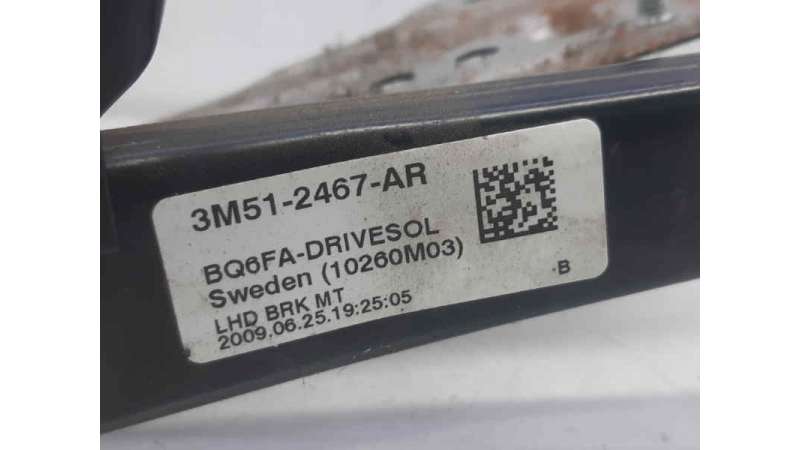 3M51-2467-AR
BQ6FA-DRIVESOL
Sweden (10260M03)
LHD BRK MT
2009.06.25.19:25:05
B